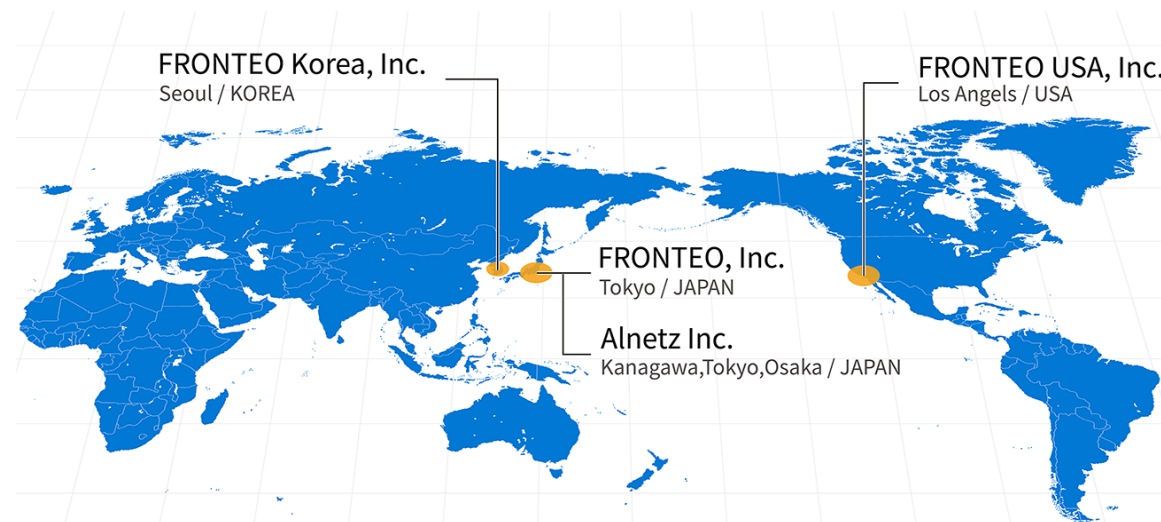 FRONTEO Korea, Inc.
Seoul / KOREA
FRONTEO USA, Inc.
Los Angels / USA
FRONTEO, Inc.
Tokyo / JAPAN
Alnetz Inc.
Kanagawa,Tokyo,Osaka / JAPAN